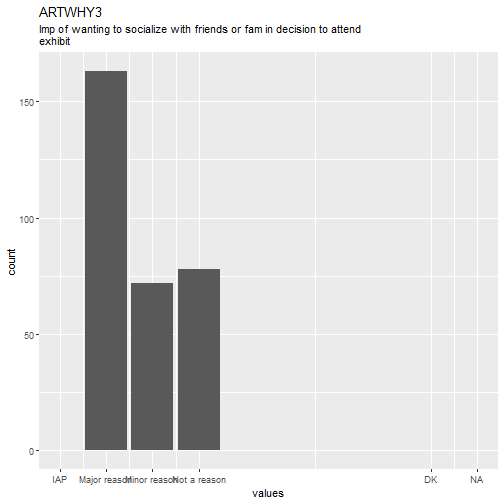 ARTWHY3
Imp of wanting to socialize with friends or fam in decision to attend
exhibit
150
100
50
0
count
IAP Major reason Minor reason Not a reason DK NA
values